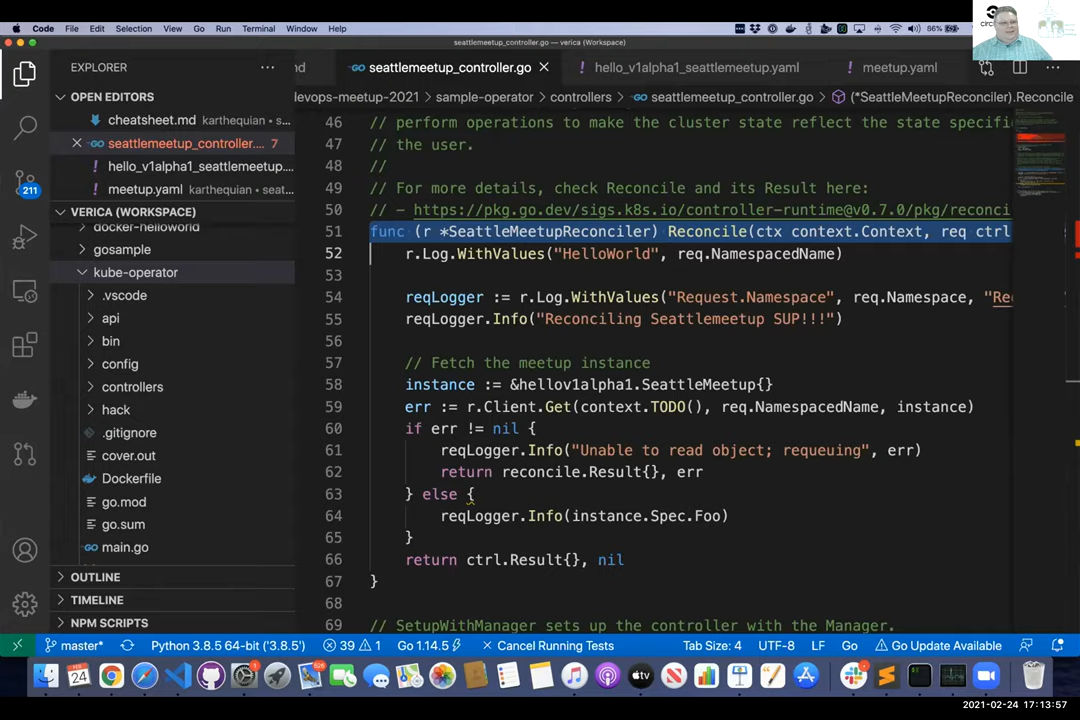 Code File Edit Selection View Go Run Terminal Window Help 86%
seattlemeetup_controller.go — verica (Workspace)
EXPLORER
nd seattlemeetup_controller.go hello_v1alpha1_seattlemeetup.yaml meetup.yaml
OPEN EDITORS
levops-meetup-2021 > sample-operator > controllers > seattlemeetup_controller.go > (*SeattleMeetupReconciler).Reconcile
cheatsheet.md karthequian • s...
seattlemeetup_controller.... 7
hello_v1alpha1_seattlemeetup....
meetup.yaml karthequian • seat...
VERICA (WORKSPACE)
docker-helloworld
gosample
kube-operator
.vscode
api
bin
config
controllers
hack
.gitignore
cover.out
Dockerfile
go.mod
go.sum
main.go
OUTLINE
TIMELINE
NPM SCRIPTS
211
46 // perform operations to make the cluster state reflect the state specifi
47 // the user.
48 //
49 // For more details, check Reconcile and its Result here:
50 // - https://pkg.go.dev/sigs.k8s.io/controller-runtime@v0.7.0/pkg/reconci
51 func (r *SeattleMeetupReconciler) Reconcile(ctx context.Context, req ctrl
52 r.Log.WithValues("HelloWorld", req.NamespacedName)
53
54 reqLogger := r.Log.WithValues("Request.Namespace", req.Namespace, "Re
55 reqLogger.Info("Reconciling Seattlemeetup SUP!!!")
56
57 // Fetch the meetup instance
58 instance := &hellov1alpha1.SeattleMeetup{}
59 err := r.Client.Get(context.TODO(), req.NamespacedName, instance)
60 if err != nil {
61 reqLogger.Info("Unable to read object; requeuing", err)
62 return reconcile.Result{}, err
63 } else {
64 reqLogger.Info(instance.Spec.Foo)
65 }
66 return ctrl.Result{}, nil
67 }
68
69 // SetupWithManager sets up the controller with the Manager.
master* Python 3.8.5 64-bit ('3.8.5') 39 1 Go 1.14.5 Cancel Running Tests Tab Size: 4 UTF-8 LF Go Go Update Available
FEB
24
2021-02-24 17:13:57